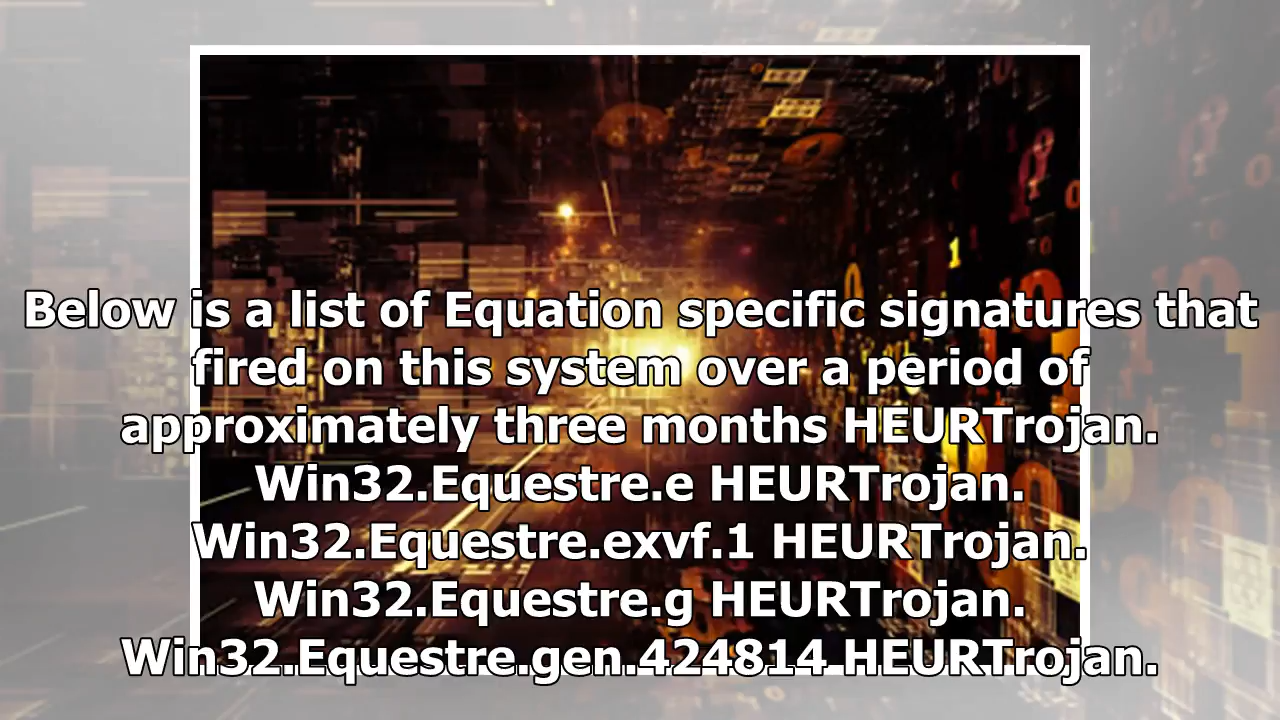 Below is a list of Equation specific signatures that
fired on this system over a period of
approximately three months HEURTrojan.
Win32.Equestre.e HEURTrojan.
Win32.Equestre.exvf.1 HEURTrojan.
Win32.Equestre.g HEURTrojan.
Win32.Equestre.gen.424814 HEURTrojan.